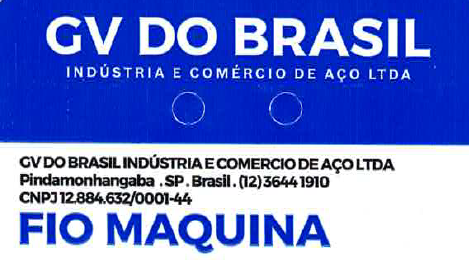 GV DO BRASIL
INDÚSTRIA E COMÉRCIO DE AÇO LTDA
GV DO BRASIL INDÚSTRIA E COMERCIO DE AÇO LTDA
Pindamonhangaba . SP . Brasil . (12) 3644 1910
CNPJ 12.884.632/0001-44
FIO MAQUINA